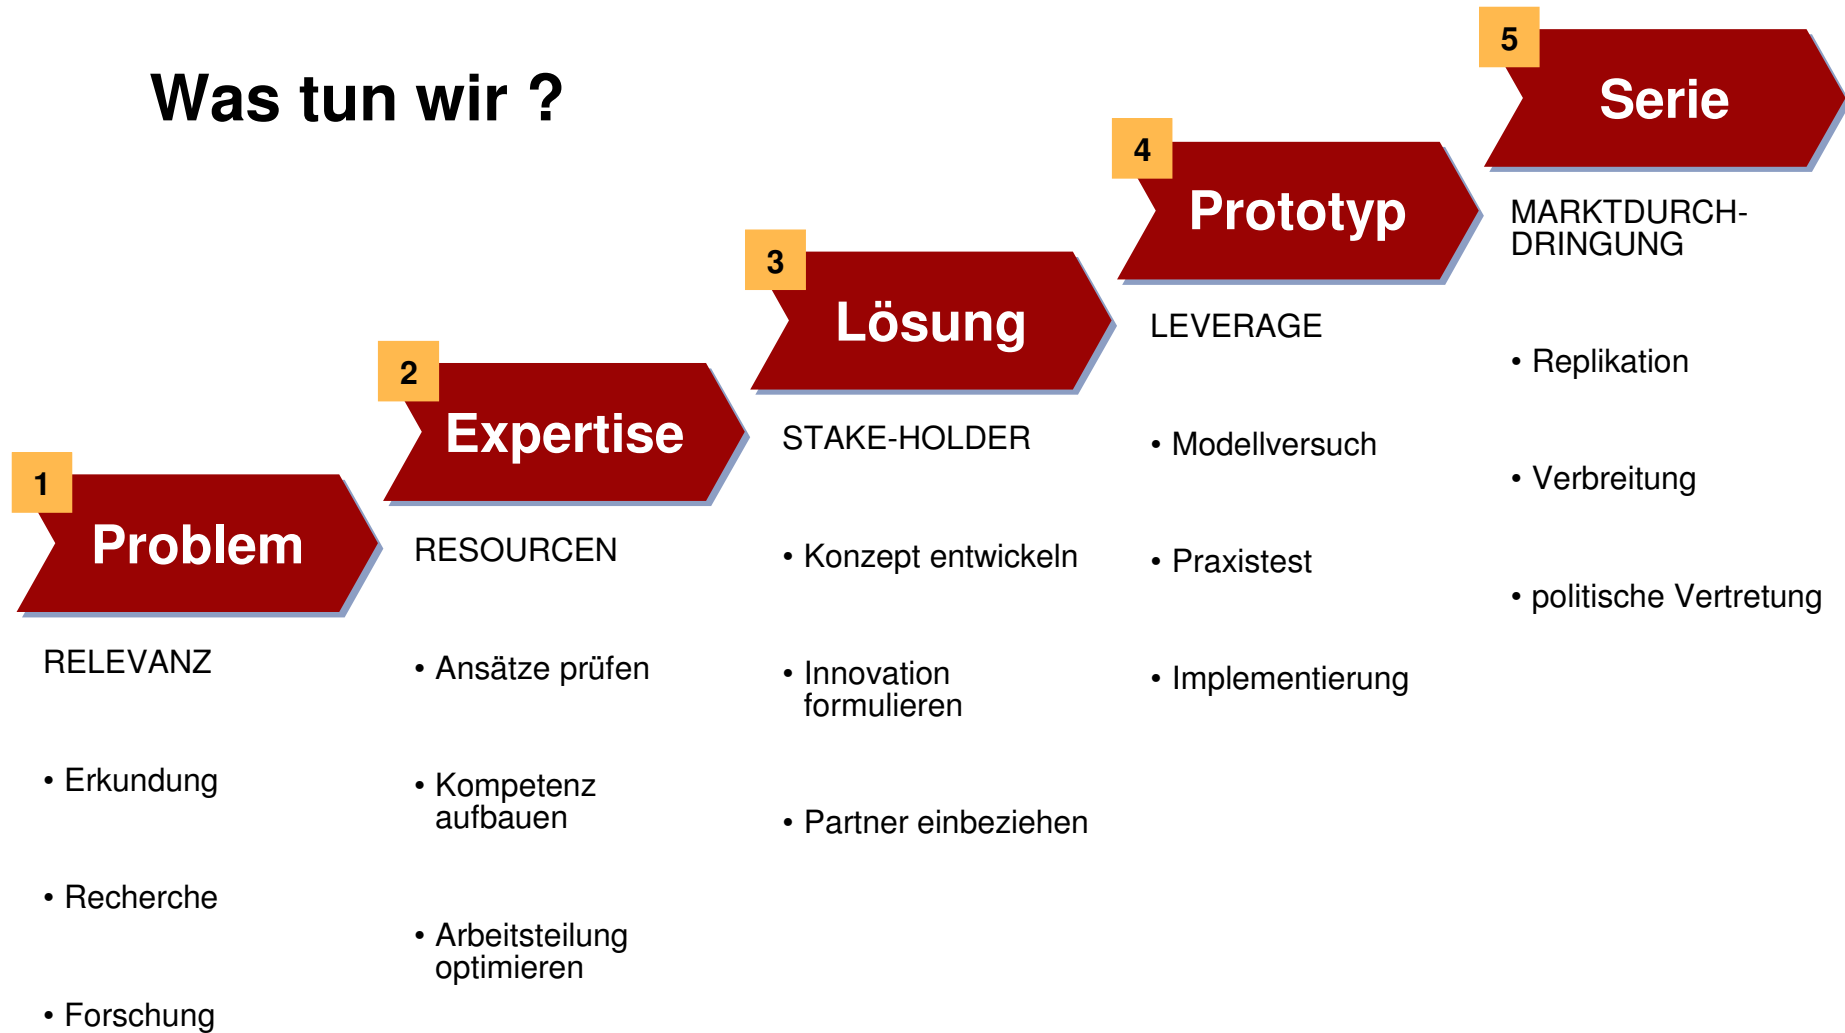 Was tun wir ?
1
Problem
RELEVANZ
• Erkundung
• Recherche
• Forschung
2
Expertise
RESOURCEN
• Ansätze prüfen
• Kompetenz
aufbauen
• Arbeitsteilung
optimieren
3
Lösung
STAKE-HOLDER
• Konzept entwickeln
• Innovation
formulieren
• Partner einbeziehen
4
Prototyp
LEVERAGE
• Modellversuch
• Praxistest
• Implementierung
5
Serie
MARKTDURCH-
DRINGUNG
• Replikation
• Verbreitung
• politische Vertretung